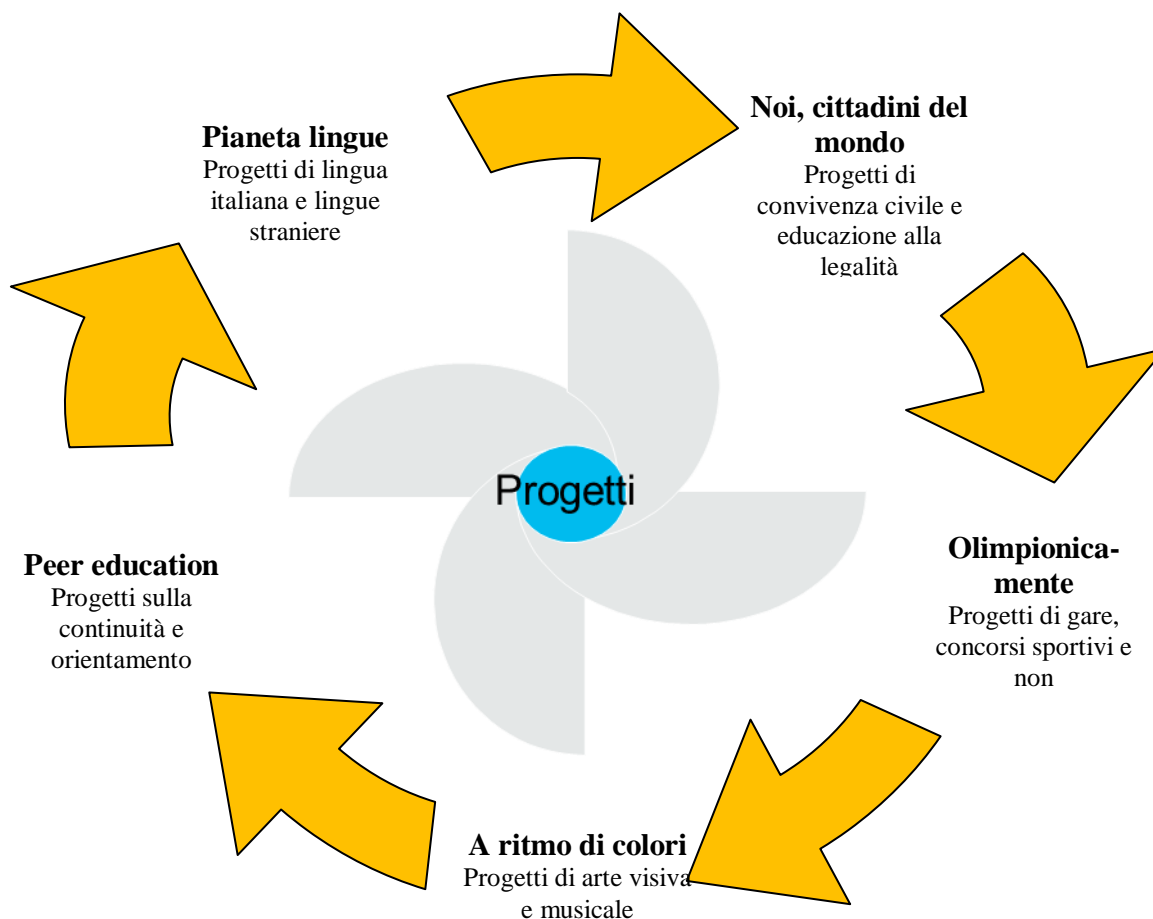 Pianeta lingue
Progetti di lingua
italiana e lingue
straniere
Noi, cittadini del
mondo
Progetti di
convivenza civile e
educazione alla
legalità
Progetti
Olimpionica-
mente
Progetti di gare,
concorsi sportivi e
non
A ritmo di colori
Progetti di arte visiva
e musicale
Peer education
Progetti sulla
continuità e
orientamento